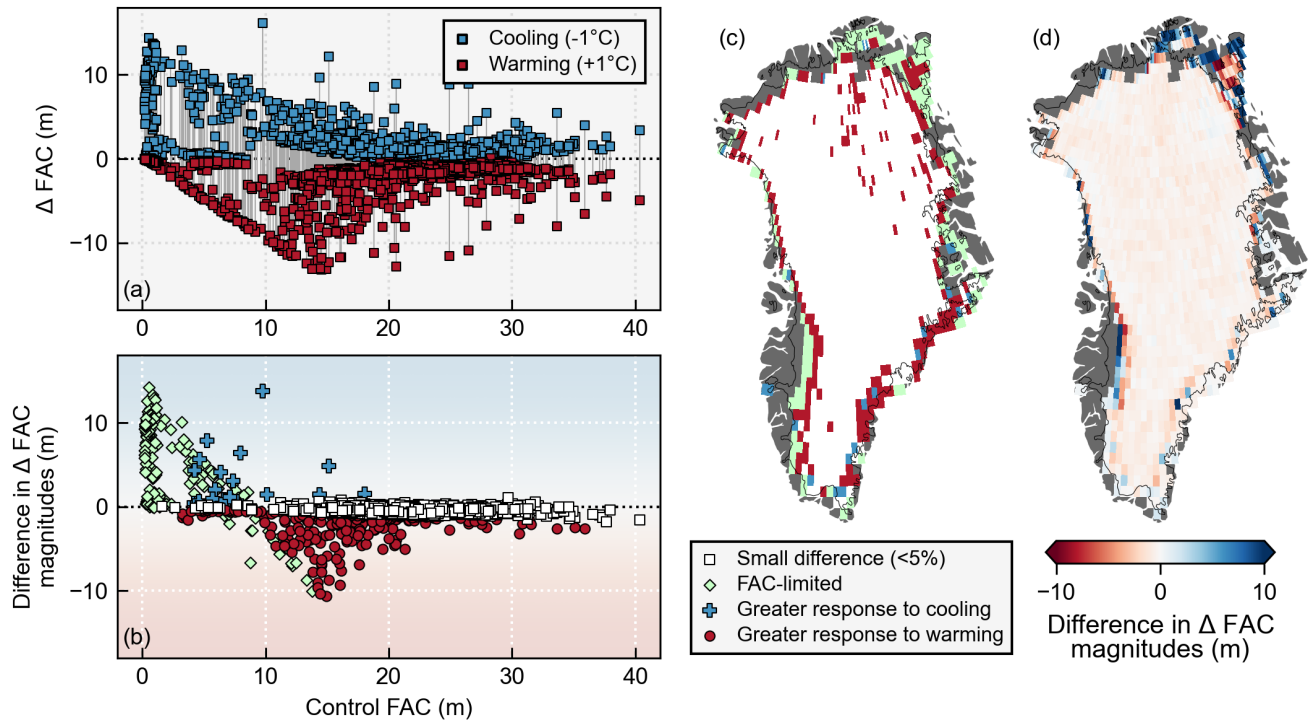 Cooling (-1°C)
Warming (+1°C)
Δ FAC (m)
10
0
−10
(a)
0
10
20
30
40
Difference in Δ FAC
magnitudes (m)
10
0
−10
(b)
0
10
20
30
40
Control FAC (m)
(c)
(d)
Small difference (<5%)
FAC-limited
Greater response to cooling
Greater response to warming
−10
0
10
Difference in Δ FAC
magnitudes (m)